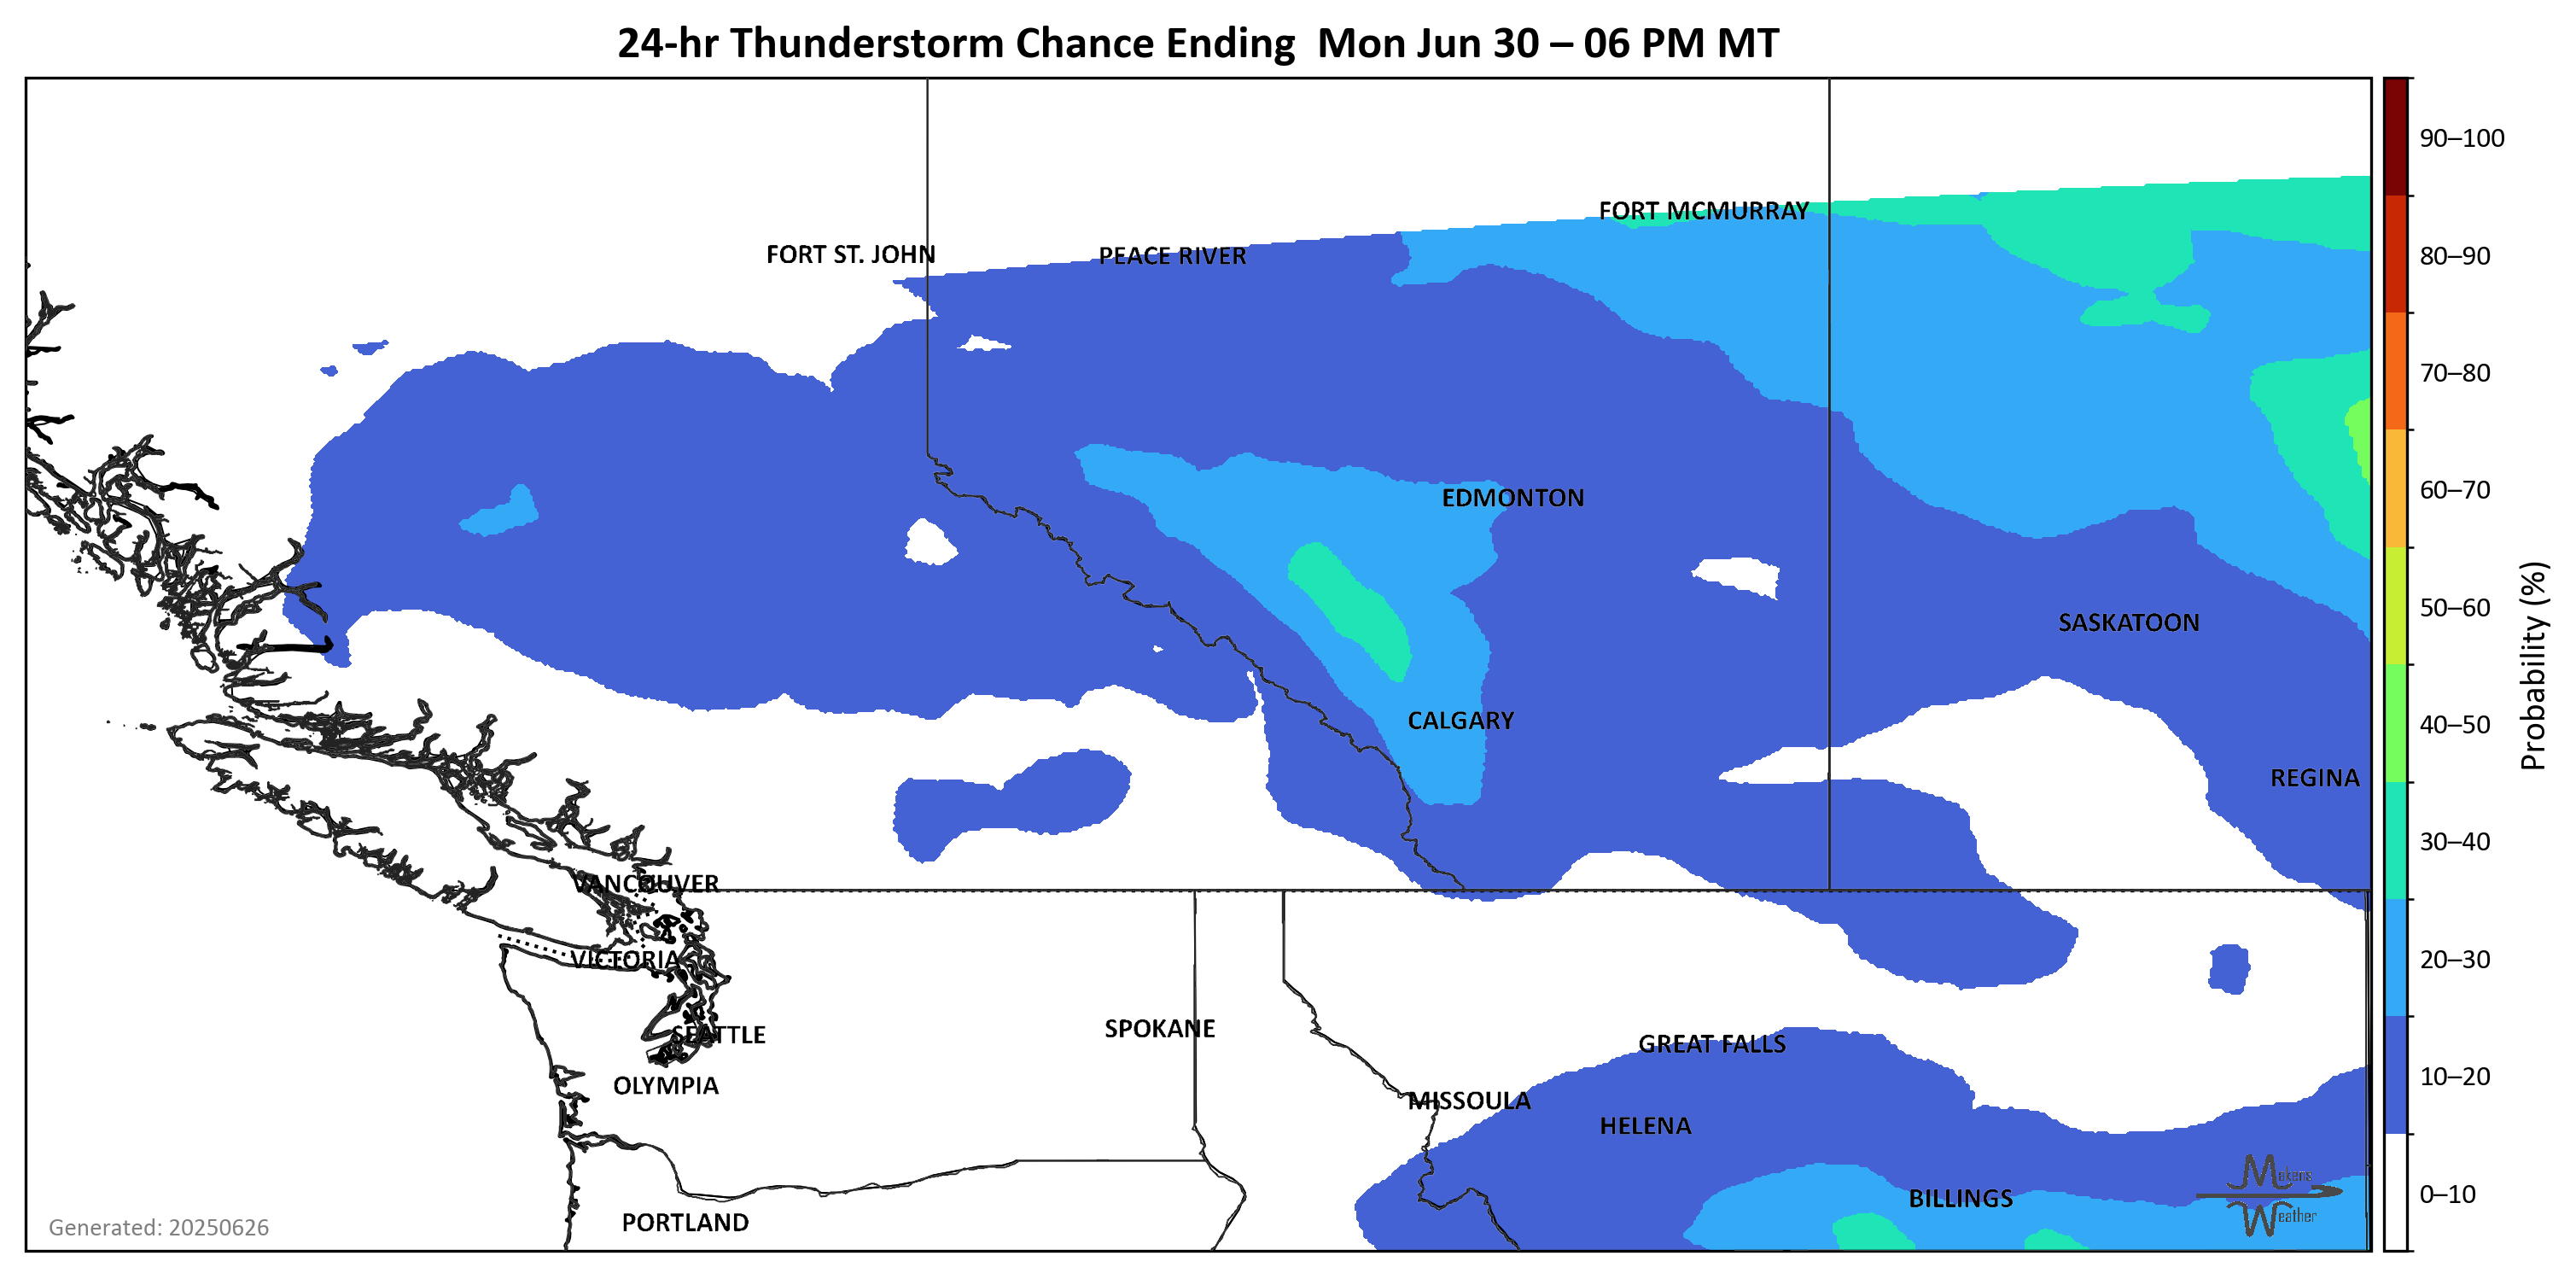 24-hr Thunderstorm Chance Ending  Mon Jun 30 – 06 PM MT
90–100
FORT MCMURRAY
FORT ST. JOHN
PEACE RIVER
80–90
70–80
60–70
EDMONTON
50–60
SASKATOON
Probability (%)
CALGARY
40–50
REGINA
30–40
VANCOUVER
VICTORIA
20–30
SPOKANE
SEATTLE
GREAT FALLS
OLYMPIA
10–20
MISSOULA
HELENA
Mekens
BILLINGS
0–10
Weather
PORTLAND
Generated: 20250626